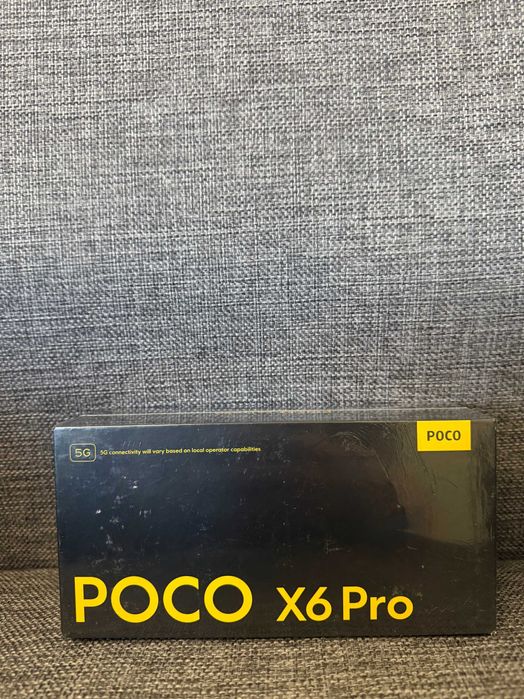 POCO
5G
5G connectivity will vary based on local operator capabilities
POCO X6 Pro